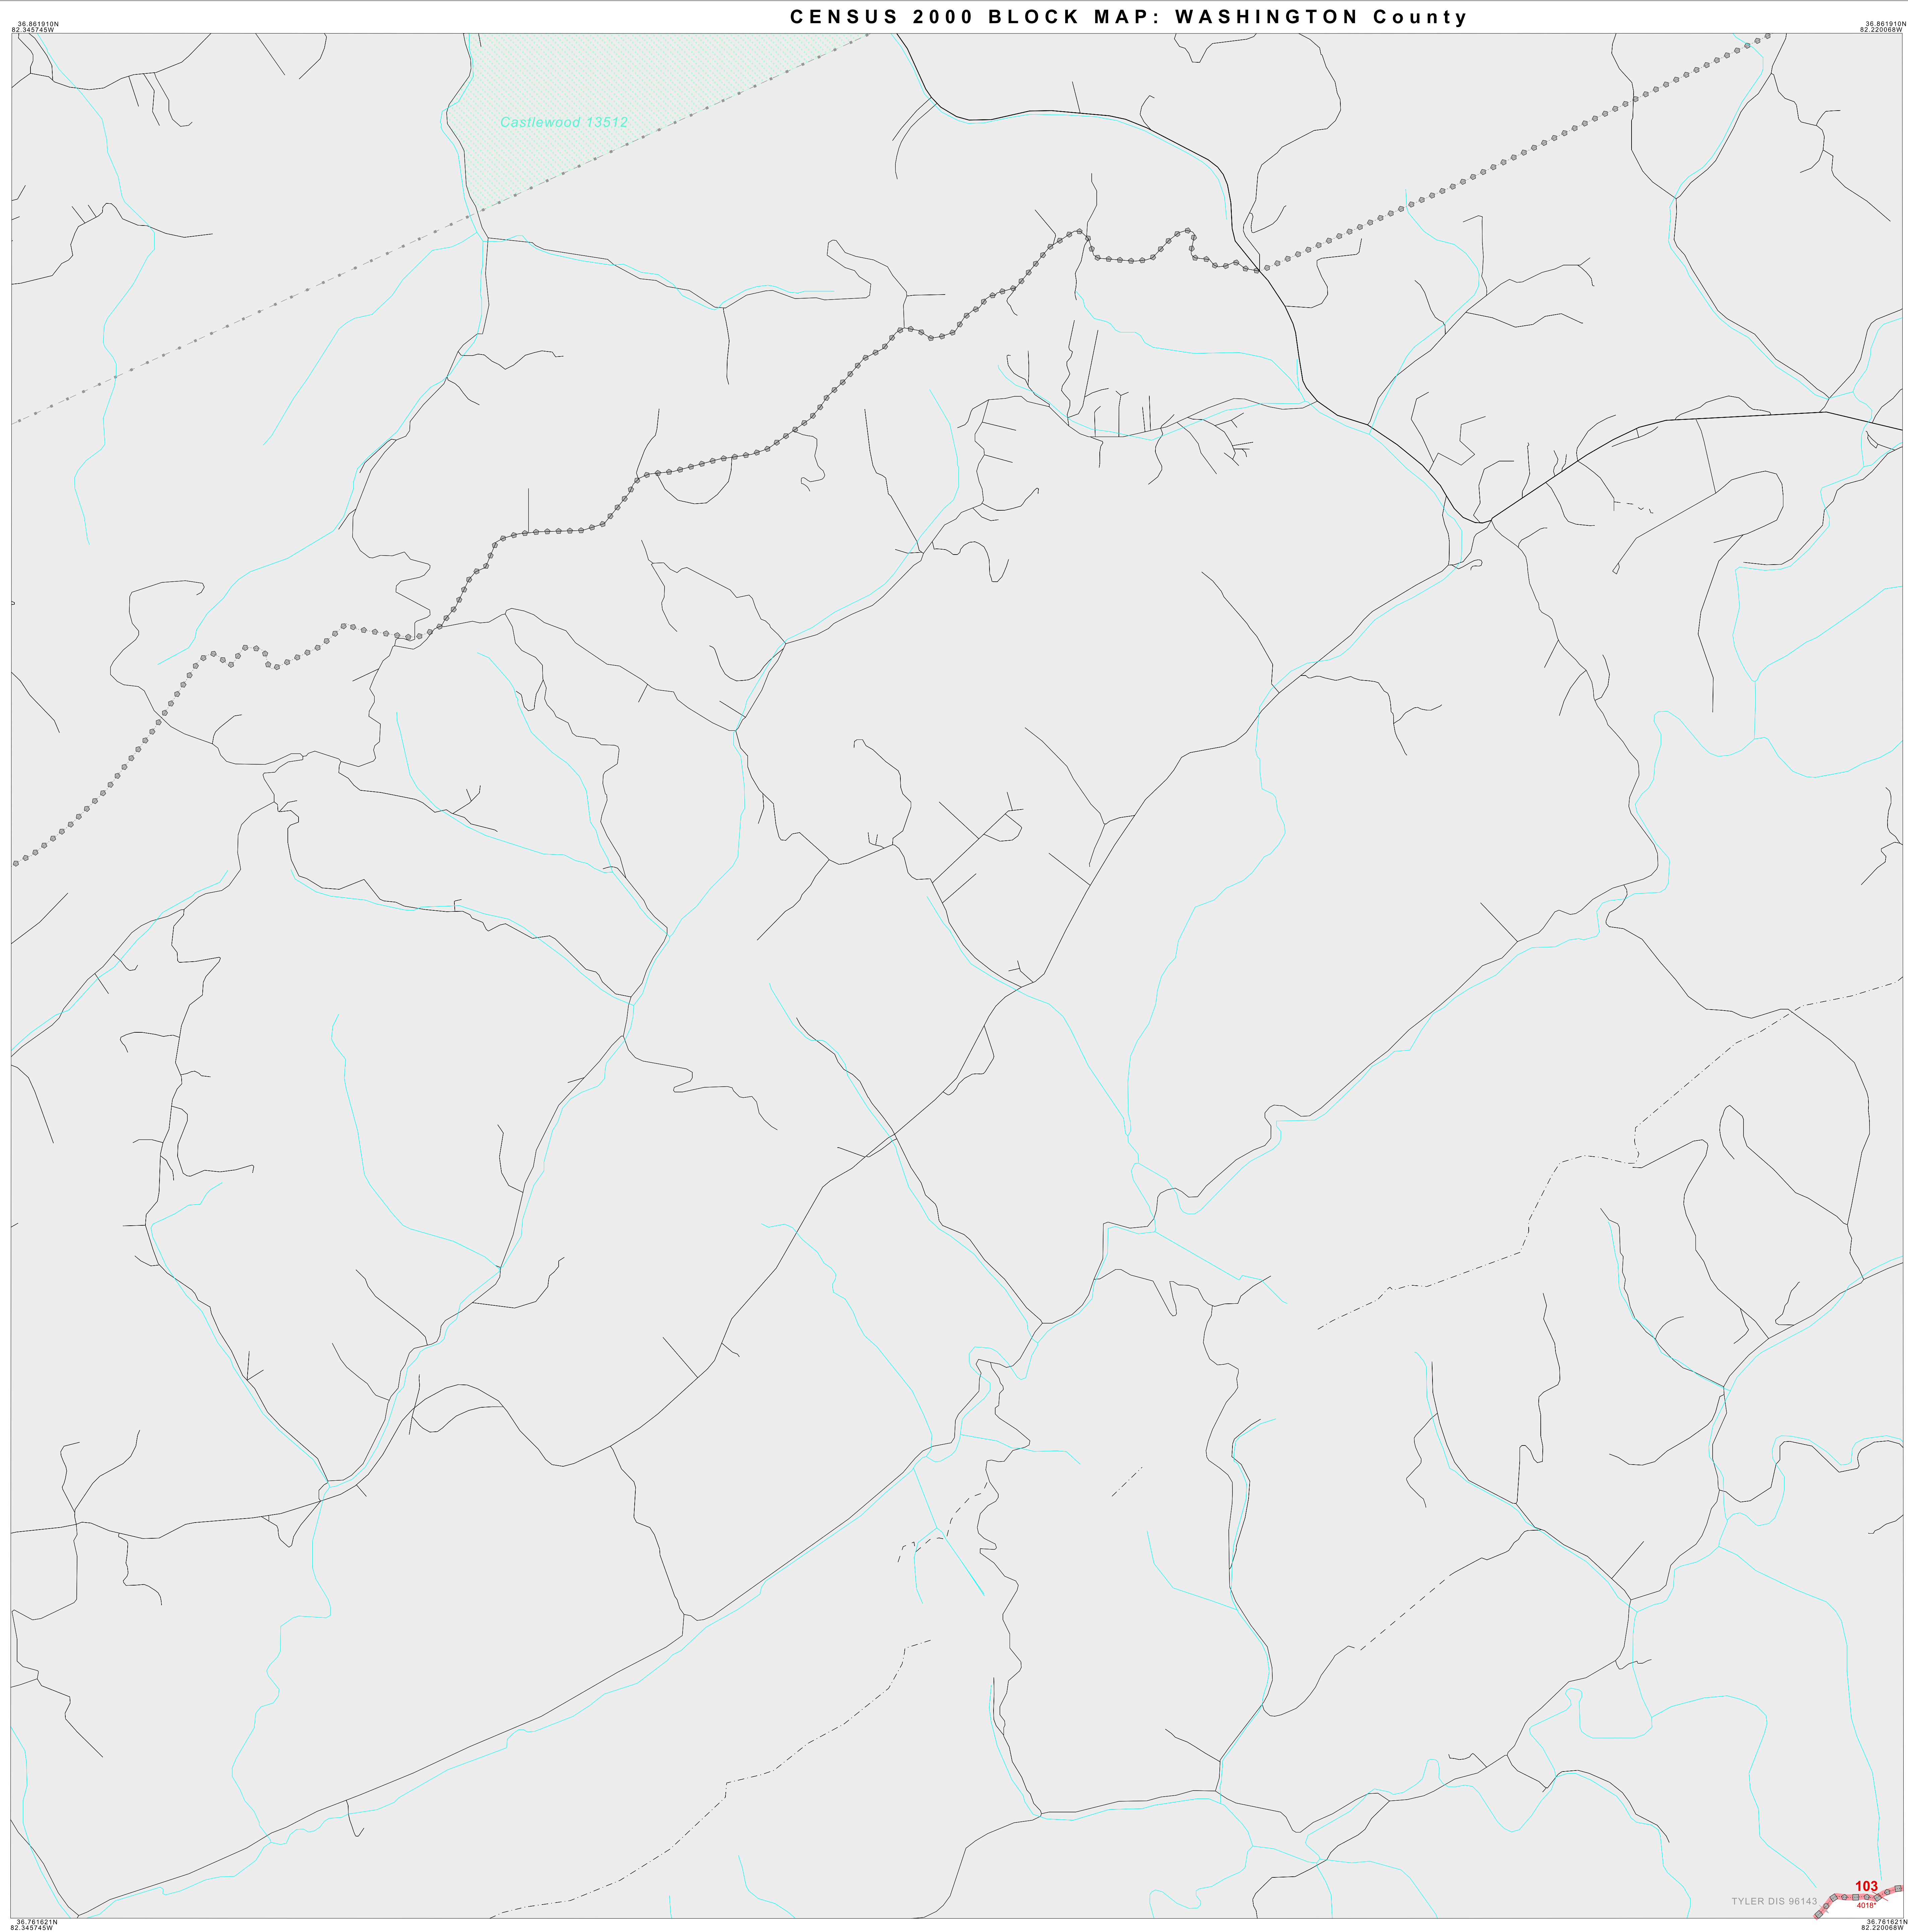 CENSUS 2000 BLOCK MAP: WASHINGTON County
36.861910N
82.345745W
36.861910N
82.220068W
Castlewood 13512
103
TYLER DIS 96143
4018*
36.761621N
82.345745W
36.761621N
82.220068W